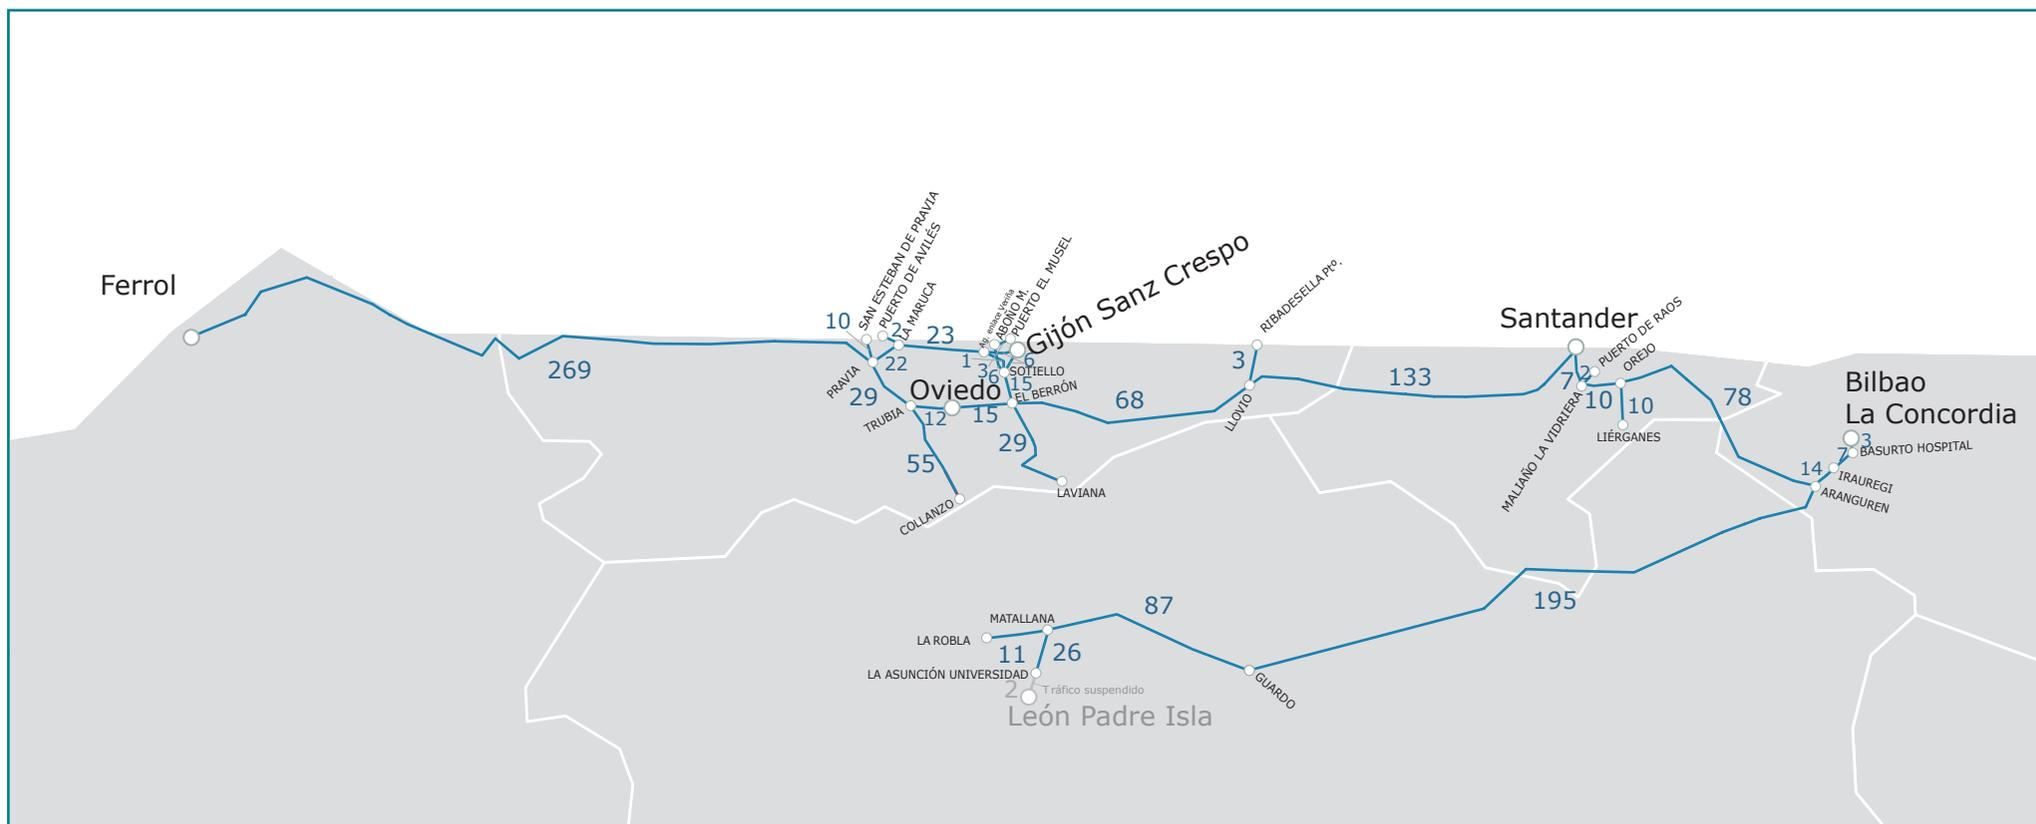 Ferrol
269
10
SAN ESTEBAN DE PRAVIA
PUERTO DE AVILÉS
2
LA MARUCA
23
22
PRAVIA
29
TRUBIA
12
Oviedo
15
55
COLLANZO
Ag. enlace Veriña
ABOÑO M.
PUERTO EL MUSEL
Gijón Sanz Crespo
1
3
6
6
SOTIELLO
15
EL BERRÓN
29
LAVIANA
68
RIBADESELLA Pto.
3
LLOVIO
133
Santander
PUERTO DE RAOS
OREJO
7
2
10
10
MALIAÑO LA VIDRIERA
LIÉRGANES
78
Bilbao
La Concordia
3
BASURTO HOSPITAL
7
IRAUREGI
14
ARANGUREN
195
87
MATALLANA
LA ROBLA
11
26
LA ASUNCIÓN UNIVERSIDAD
2
Tráfico suspendido
León Padre Isla
GUARDO